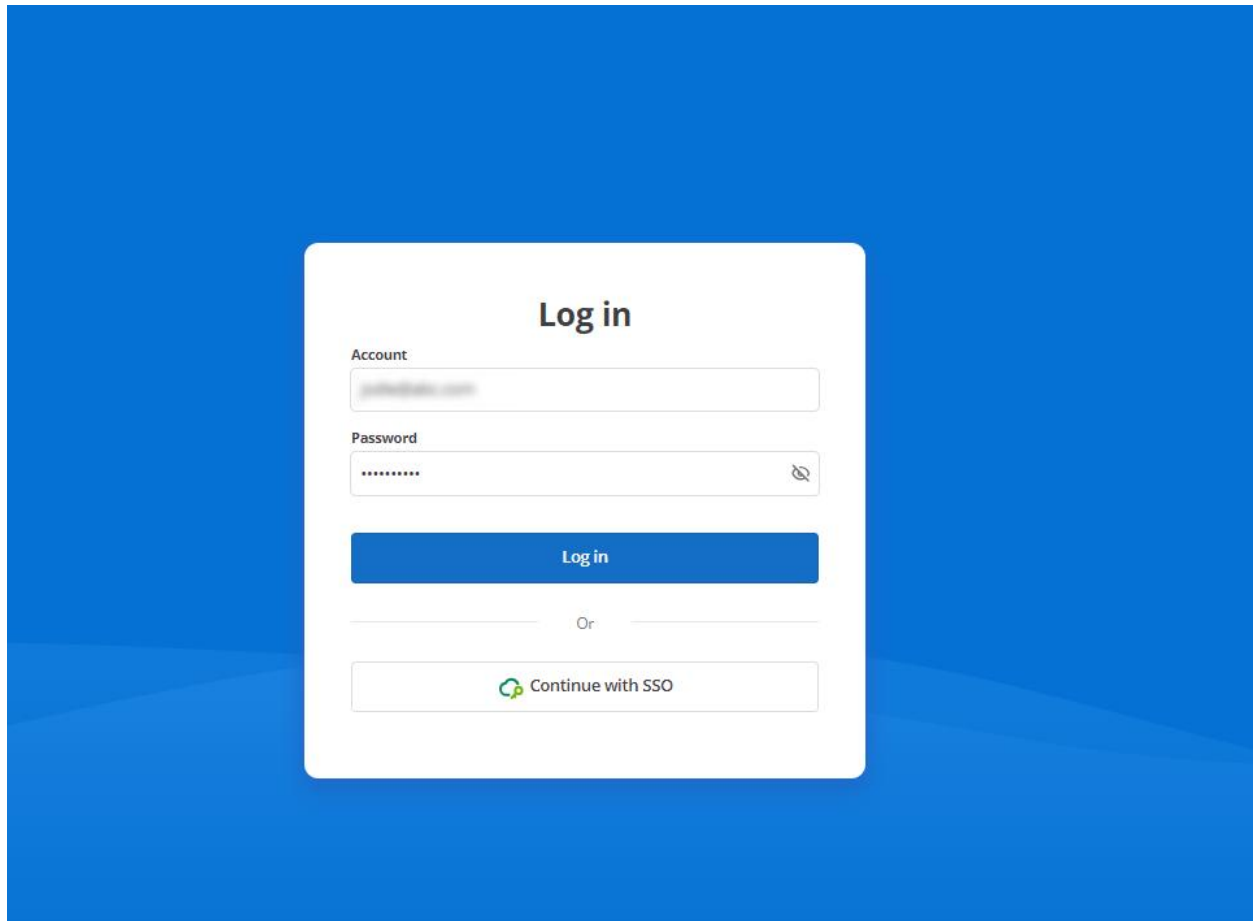 Log in
Account
Password
••••••••••
Log in
Or
Continue with SSO